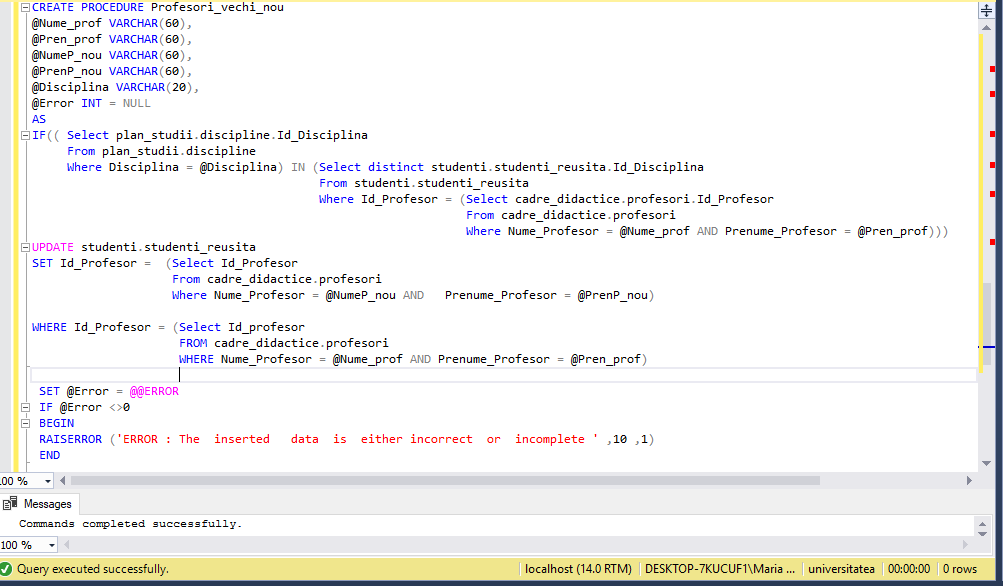 CREATE PROCEDURE Profesori_vechi_nou
@Nume_prof VARCHAR(60),
@Pren_prof VARCHAR(60),
@NumeP_nou VARCHAR(60),
@PrenP_nou VARCHAR(60),
@Disciplina VARCHAR(20),
@Error INT = NULL
AS
IF(( Select plan_studii.discipline.Id_Disciplina
From plan_studii.discipline
Where Disciplina = @Disciplina) IN (Select distinct studenti.studenti_reusita.Id_Disciplina
From studenti.studenti_reusita
Where Id_Profesor = (Select cadre_didactice.profesori.Id_Profesor
From cadre_didactice.profesori
Where Nume_Profesor = @Nume_prof AND Prenume_Profesor = @Pren_prof)))
UPDATE studenti.studenti_reusita
SET Id_Profesor = (Select Id_Profesor
From cadre_didactice.profesori
Where Nume_Profesor = @NumeP_nou AND Prenume_Profesor = @PrenP_nou)
WHERE Id_Profesor = (Select Id_profesor
FROM cadre_didactice.profesori
WHERE Nume_Profesor = @Nume_prof AND Prenume_Profesor = @Pren_prof)
SET @Error = @@ERROR
IF @Error <>0
BEGIN
RAISERROR ('ERROR : The inserted data is either incorrect or incomplete ' ,10 ,1)
END
00 %
Messages
Commands completed successfully.
100 %
Query executed successfully. localhost (14.0 RTM) DESKTOP-7KUCUF1\Maria ... universitatea 00:00:00 0 rows